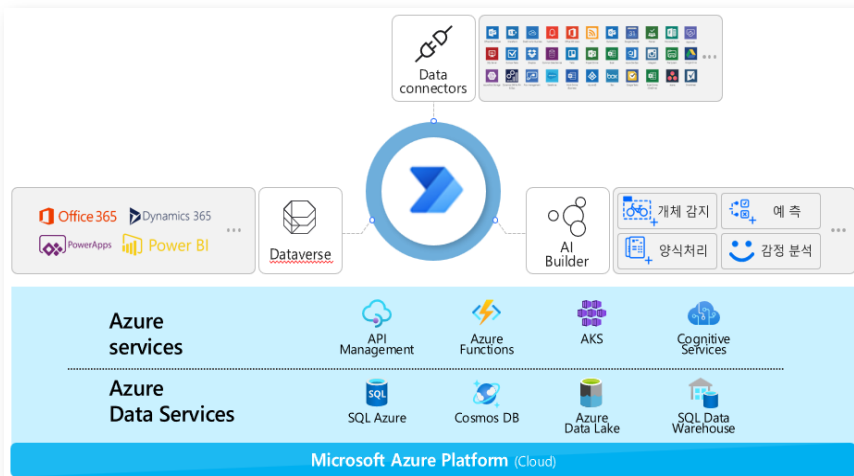 Data
connectors
...
Office 365
Dynamics 365
...
PowerApps
Power BI
Dataverse
AI
Builder
개체 감지
예 측
...
양식처리
감정 분석
Azure
services
API
Management
Azure
Functions
AKS
Cognitive
Services
Azure
Data Services
SQL
SQL Azure
Cosmos DB
Azure
Data Lake
SQL Data
Warehouse
Microsoft Azure Platform (Cloud)